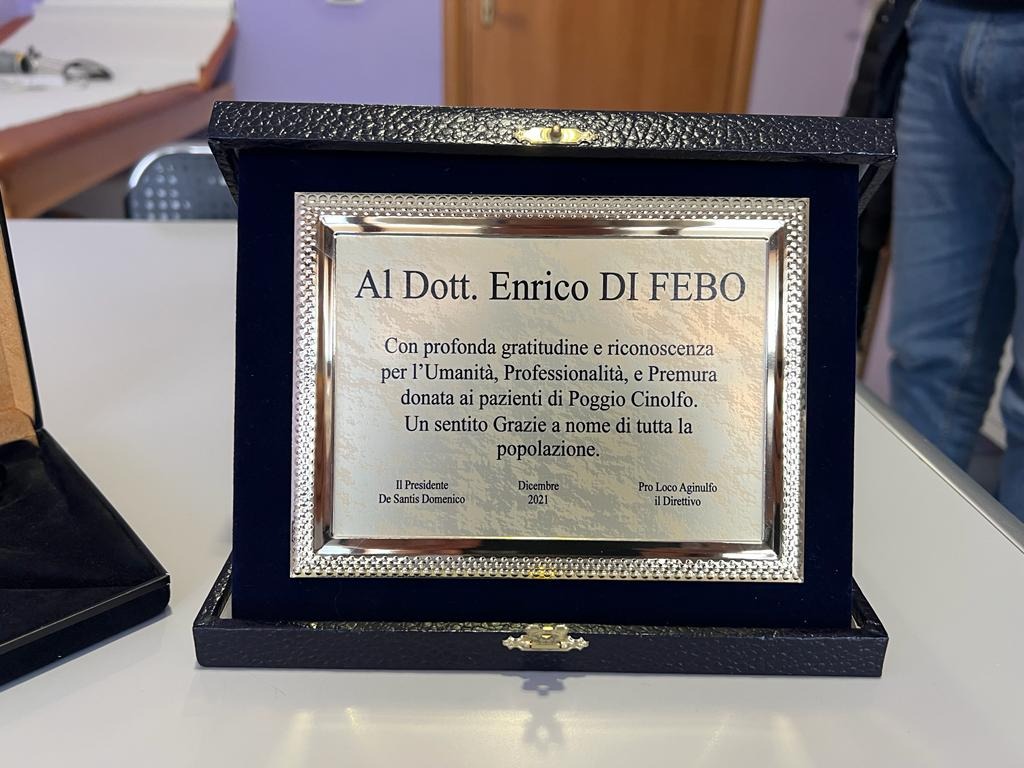 Al Dott. Enrico DI FEBO
Con profonda gratitudine e riconoscenza
per l'Umanità, Professionalità, e Premura
donata ai pazienti di Poggio Cinolfo.
Un sentito Grazie a nome di tutta la
popolazione.
Il Presidente
De Santis Domenico
Dicembre
2021
Pro Loco Aginulfo
il Direttivo